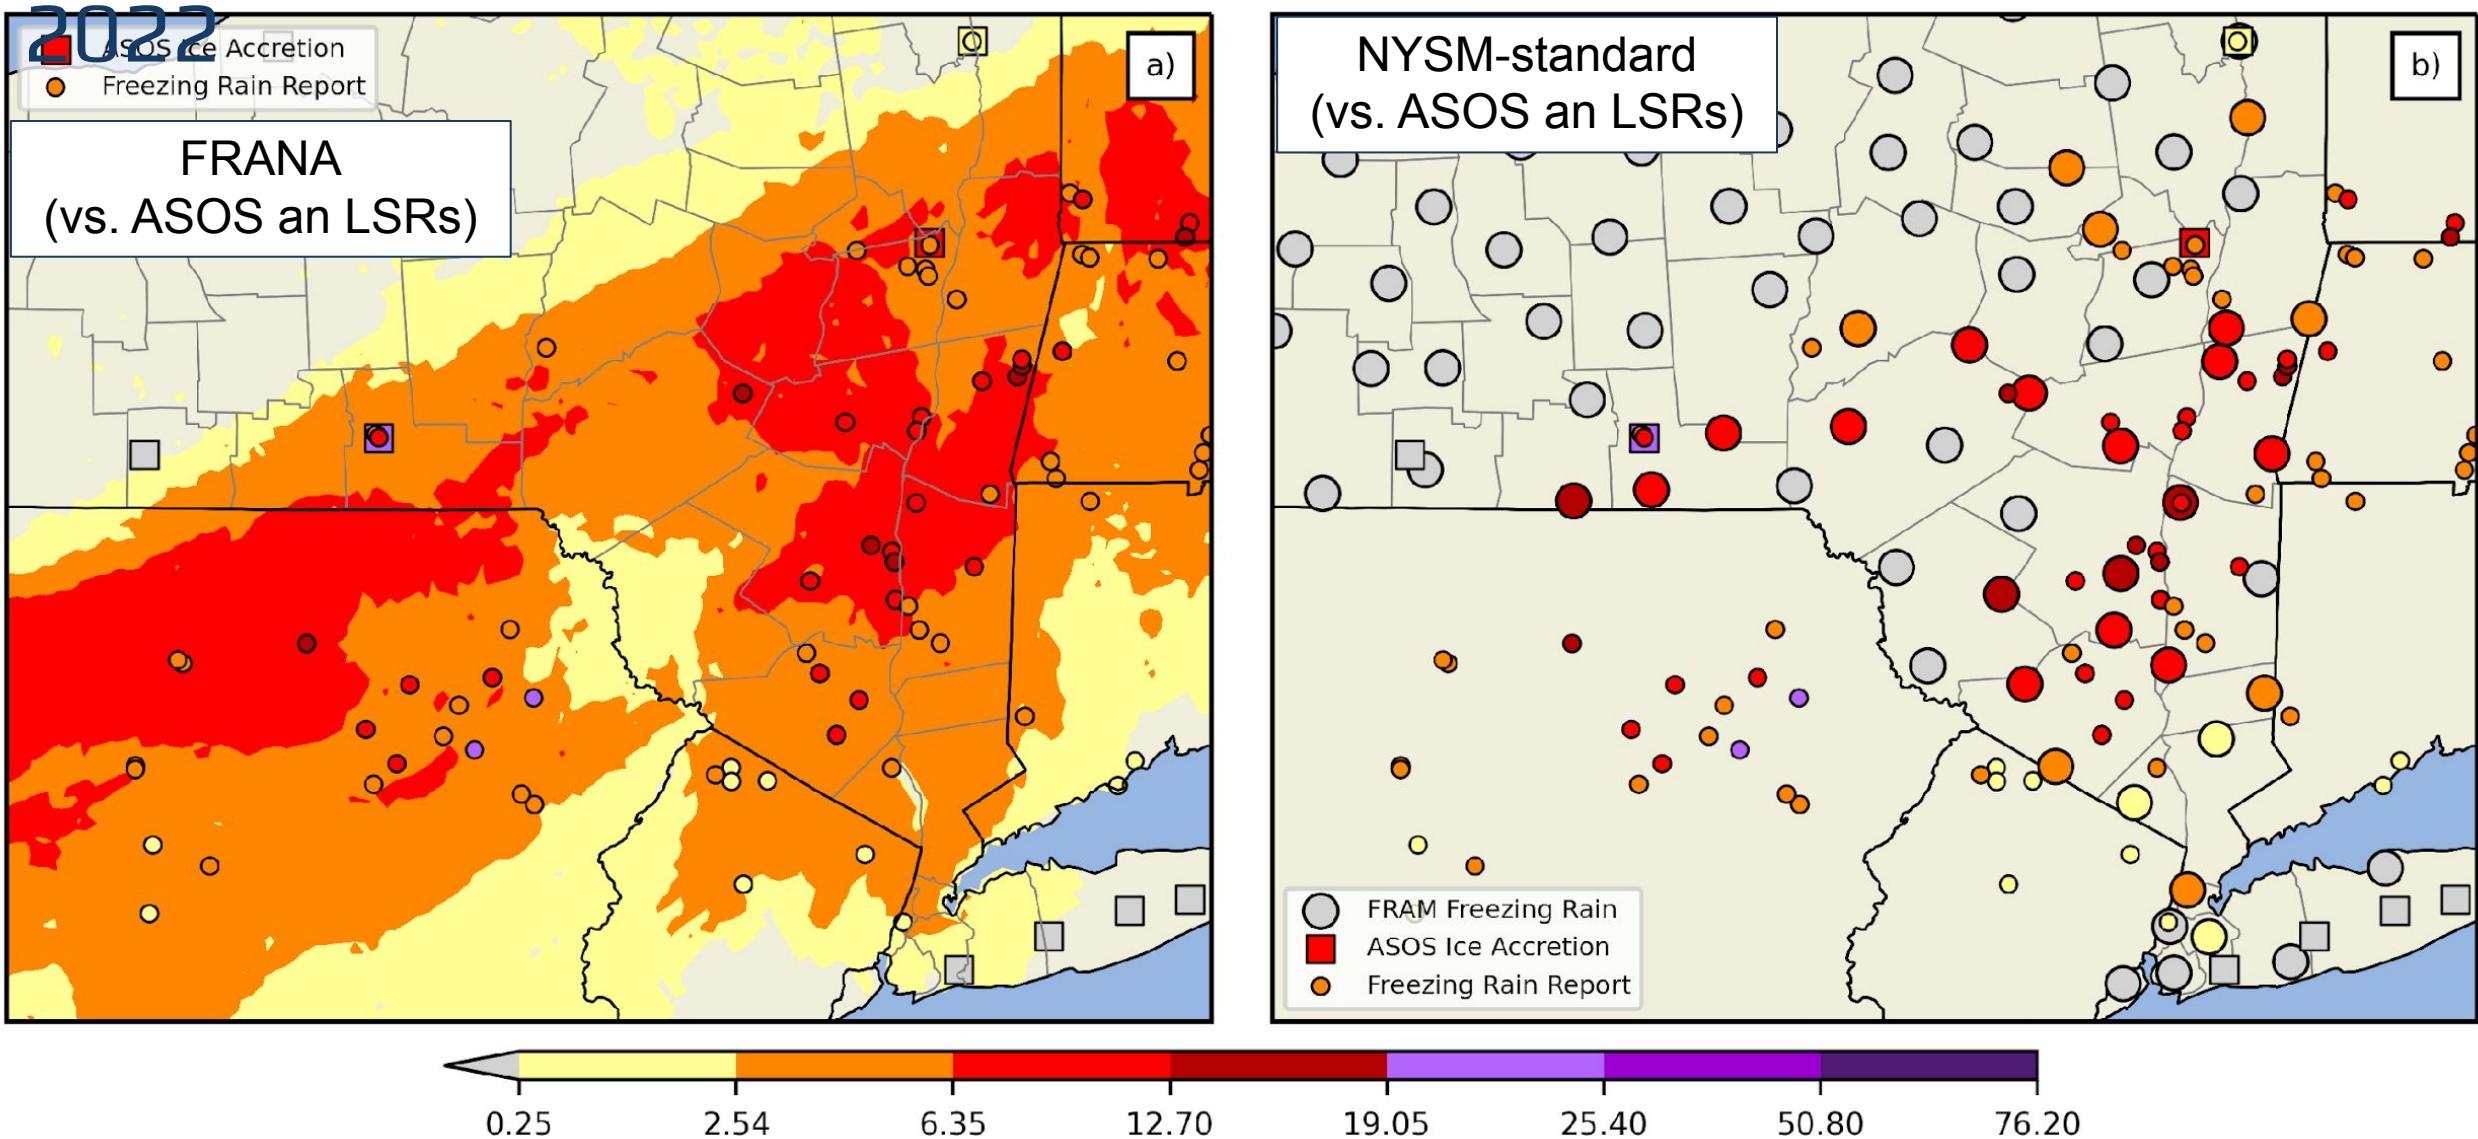 2022
ASOS Ice Accretion
Freezing Rain Report
FRANA
(vs. ASOS an LSRs)
a)
NYSM-standard
(vs. ASOS an LSRs)
b)
FRAM Freezing Rain
ASOS Ice Accretion
Freezing Rain Report
0.25 2.54 6.35 12.70 19.05 25.40 50.80 76.20